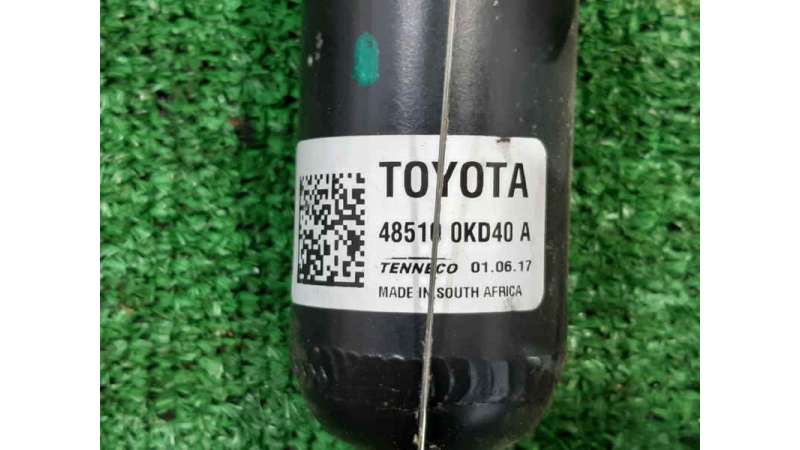 TOYOTA
48510 0KD40 A
TENNECO 01.06.17
MADE IN SOUTH AFRICA